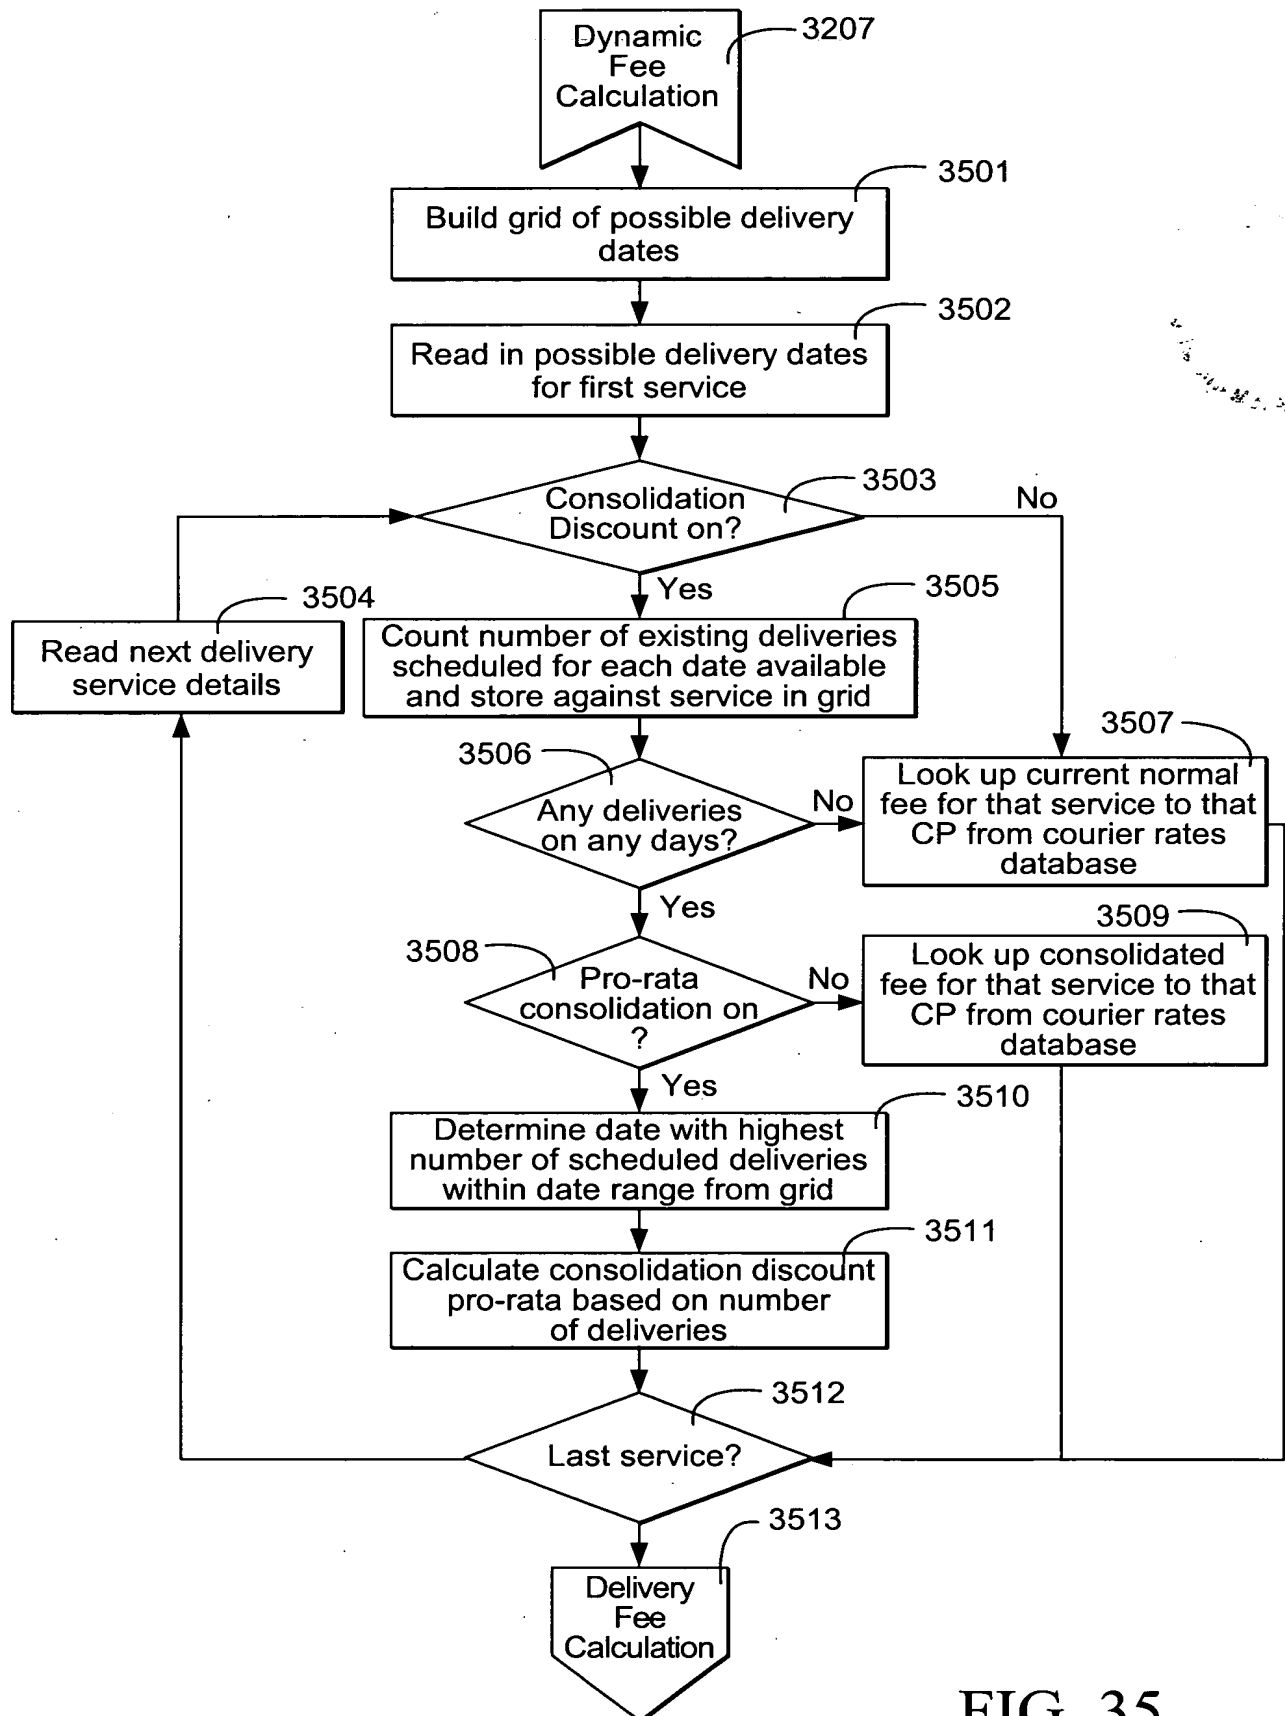 Dynamic
Fee
Calculation
3207
3501
Build grid of possible delivery
dates
3502
Read in possible delivery dates
for first service
3503
Consolidation
Discount on?
No
Yes
3504
Read next delivery
service details
3505
Count number of existing deliveries
scheduled for each date available
and store against service in grid
3506
Any deliveries
on any days?
No
Yes
3507
Look up current normal
fee for that service to that
CP from courier rates
database
3508
Pro-rata
consolidation on
?
No
Yes
3509
Look up consolidated
fee for that service to that
CP from courier rates
database
3510
Determine date with highest
number of scheduled deliveries
within date range from grid
3511
Calculate consolidation discount
pro-rata based on number
of deliveries
3512
Last service?
3513
Delivery
Fee
Calculation
FIG. 35